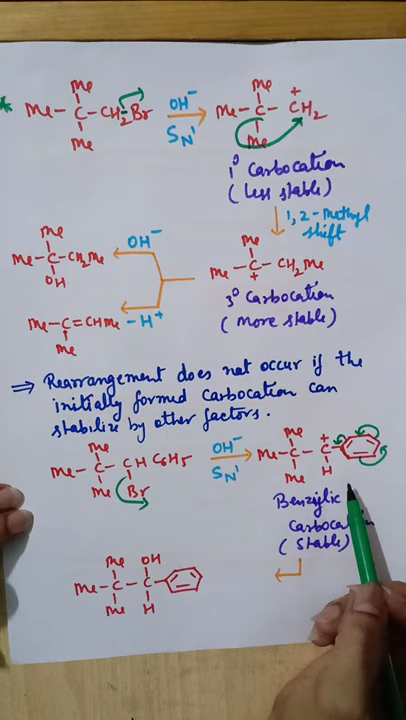 * Me
Me-C-CH2-Br
Me
OH-
SN1
Me
Me-C-CH2
+
Me
1° Carbocation
(Less stable)
1,2-Methyl
shift
Me
Me-C-CH2Me
+
3° Carbocation
(More stable)
OH-
Me
Me-C-CH2Me
OH
-H+
Me-C=CHMe
Me
⇒ Rearrangement does not occur if the
initially formed Carbocation can
stabilize by other factors.
Me
Me-C-CHC6H5
Me Br
OH-
SN1
Me +
Me-C-C-
Me H
Benzylic
Carbocat
(Stable)
Me OH
Me-C-C-
Me H